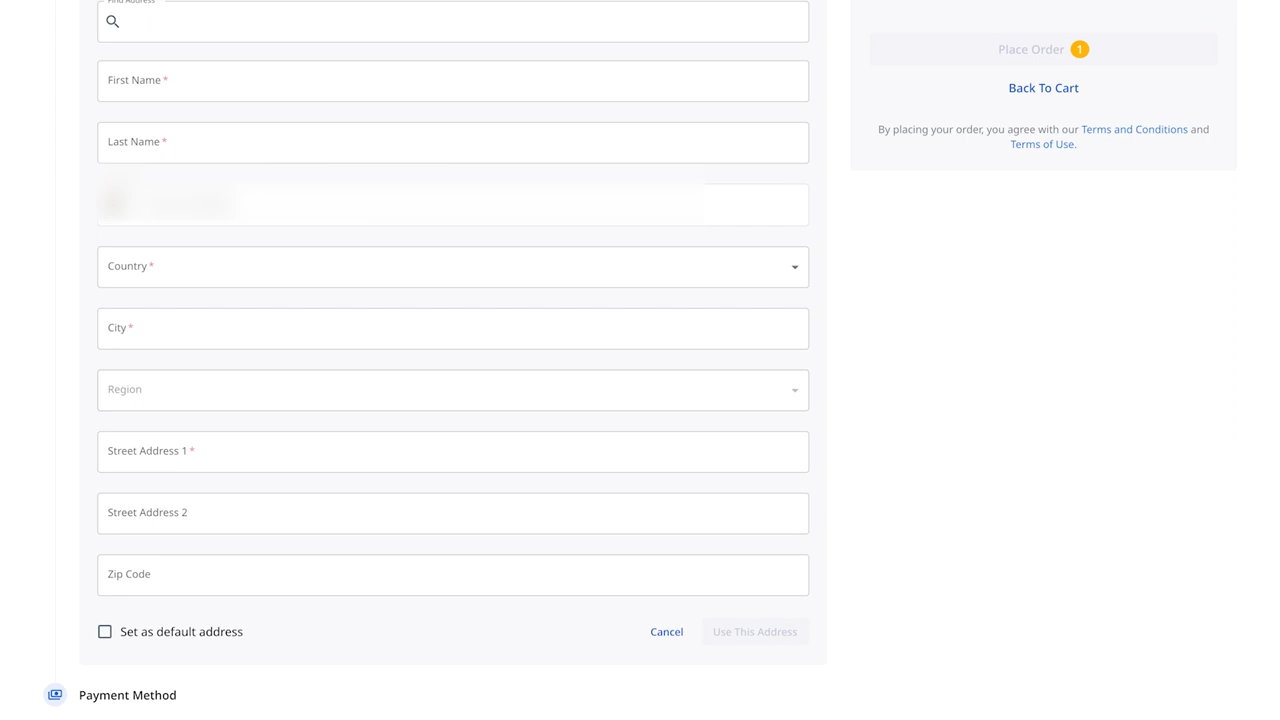 Find Address
First Name *
Last Name *
Country *
City *
Region
Street Address 1 *
Street Address 2
Zip Code
Set as default address
Cancel
Use This Address
Payment Method
Place Order 1
Back To Cart
By placing your order, you agree with our Terms and Conditions and
Terms of Use.